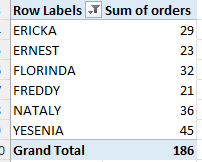 Row Labels Sum of orders
ERICKA 29
ERNEST 23
FLORINDA 32
FREDDY 21
NATALY 36
YESENIA 45
Grand Total 186